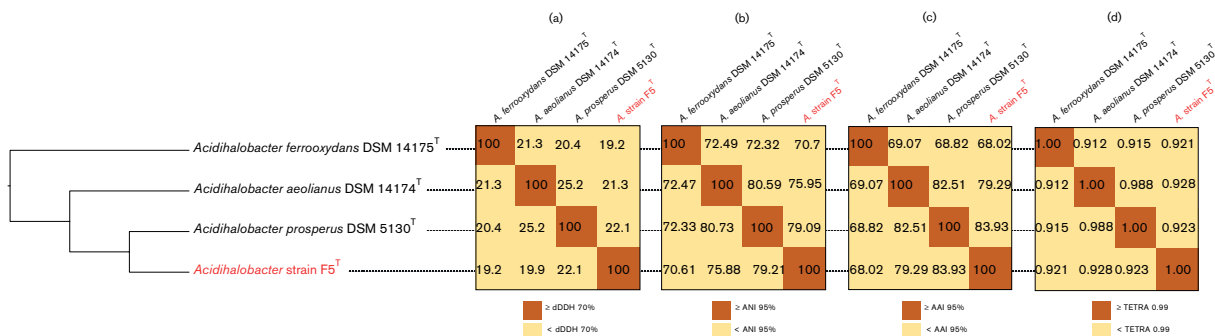 (a) (b) (c) (d)
A. ferrooxydans DSM 14175T A. aeolianus DSM 14174T A. prosperus DSM 5130T A. strain F5T
A. ferrooxydans DSM 14175T A. aeolianus DSM 14174T A. prosperus DSM 5130T A. strain F5T
A. ferrooxydans DSM 14175T A. aeolianus DSM 14174T A. prosperus DSM 5130T A. strain F5T
A. ferrooxydans DSM 14175T A. aeolianus DSM 14174T A. prosperus DSM 5130T A. strain F5T
Acidihalobacter ferrooxydans DSM 14175T 100 21.3 20.4 19.2 100 72.49 72.32 70.7 100 69.07 68.82 68.02 1.00 0.912 0.915 0.921
Acidihalobacter aeolianus DSM 14174T 21.3 100 25.2 21.3 72.47 100 80.59 75.95 69.07 100 82.51 79.29 0.912 1.00 0.988 0.928
Acidihalobacter prosperus DSM 5130T 20.4 25.2 100 22.1 72.33 80.73 100 79.09 68.82 82.51 100 83.93 0.915 0.988 1.00 0.923
Acidihalobacter strain F5T 19.2 19.9 22.1 100 70.61 75.88 79.21 100 68.02 79.29 83.93 100 0.921 0.928 0.923 1.00
≥ dDDH 70% ≥ ANI 95% ≥ AAI 95% ≥ TETRA 0.99
< dDDH 70% < ANI 95% < AAI 95% < TETRA 0.99